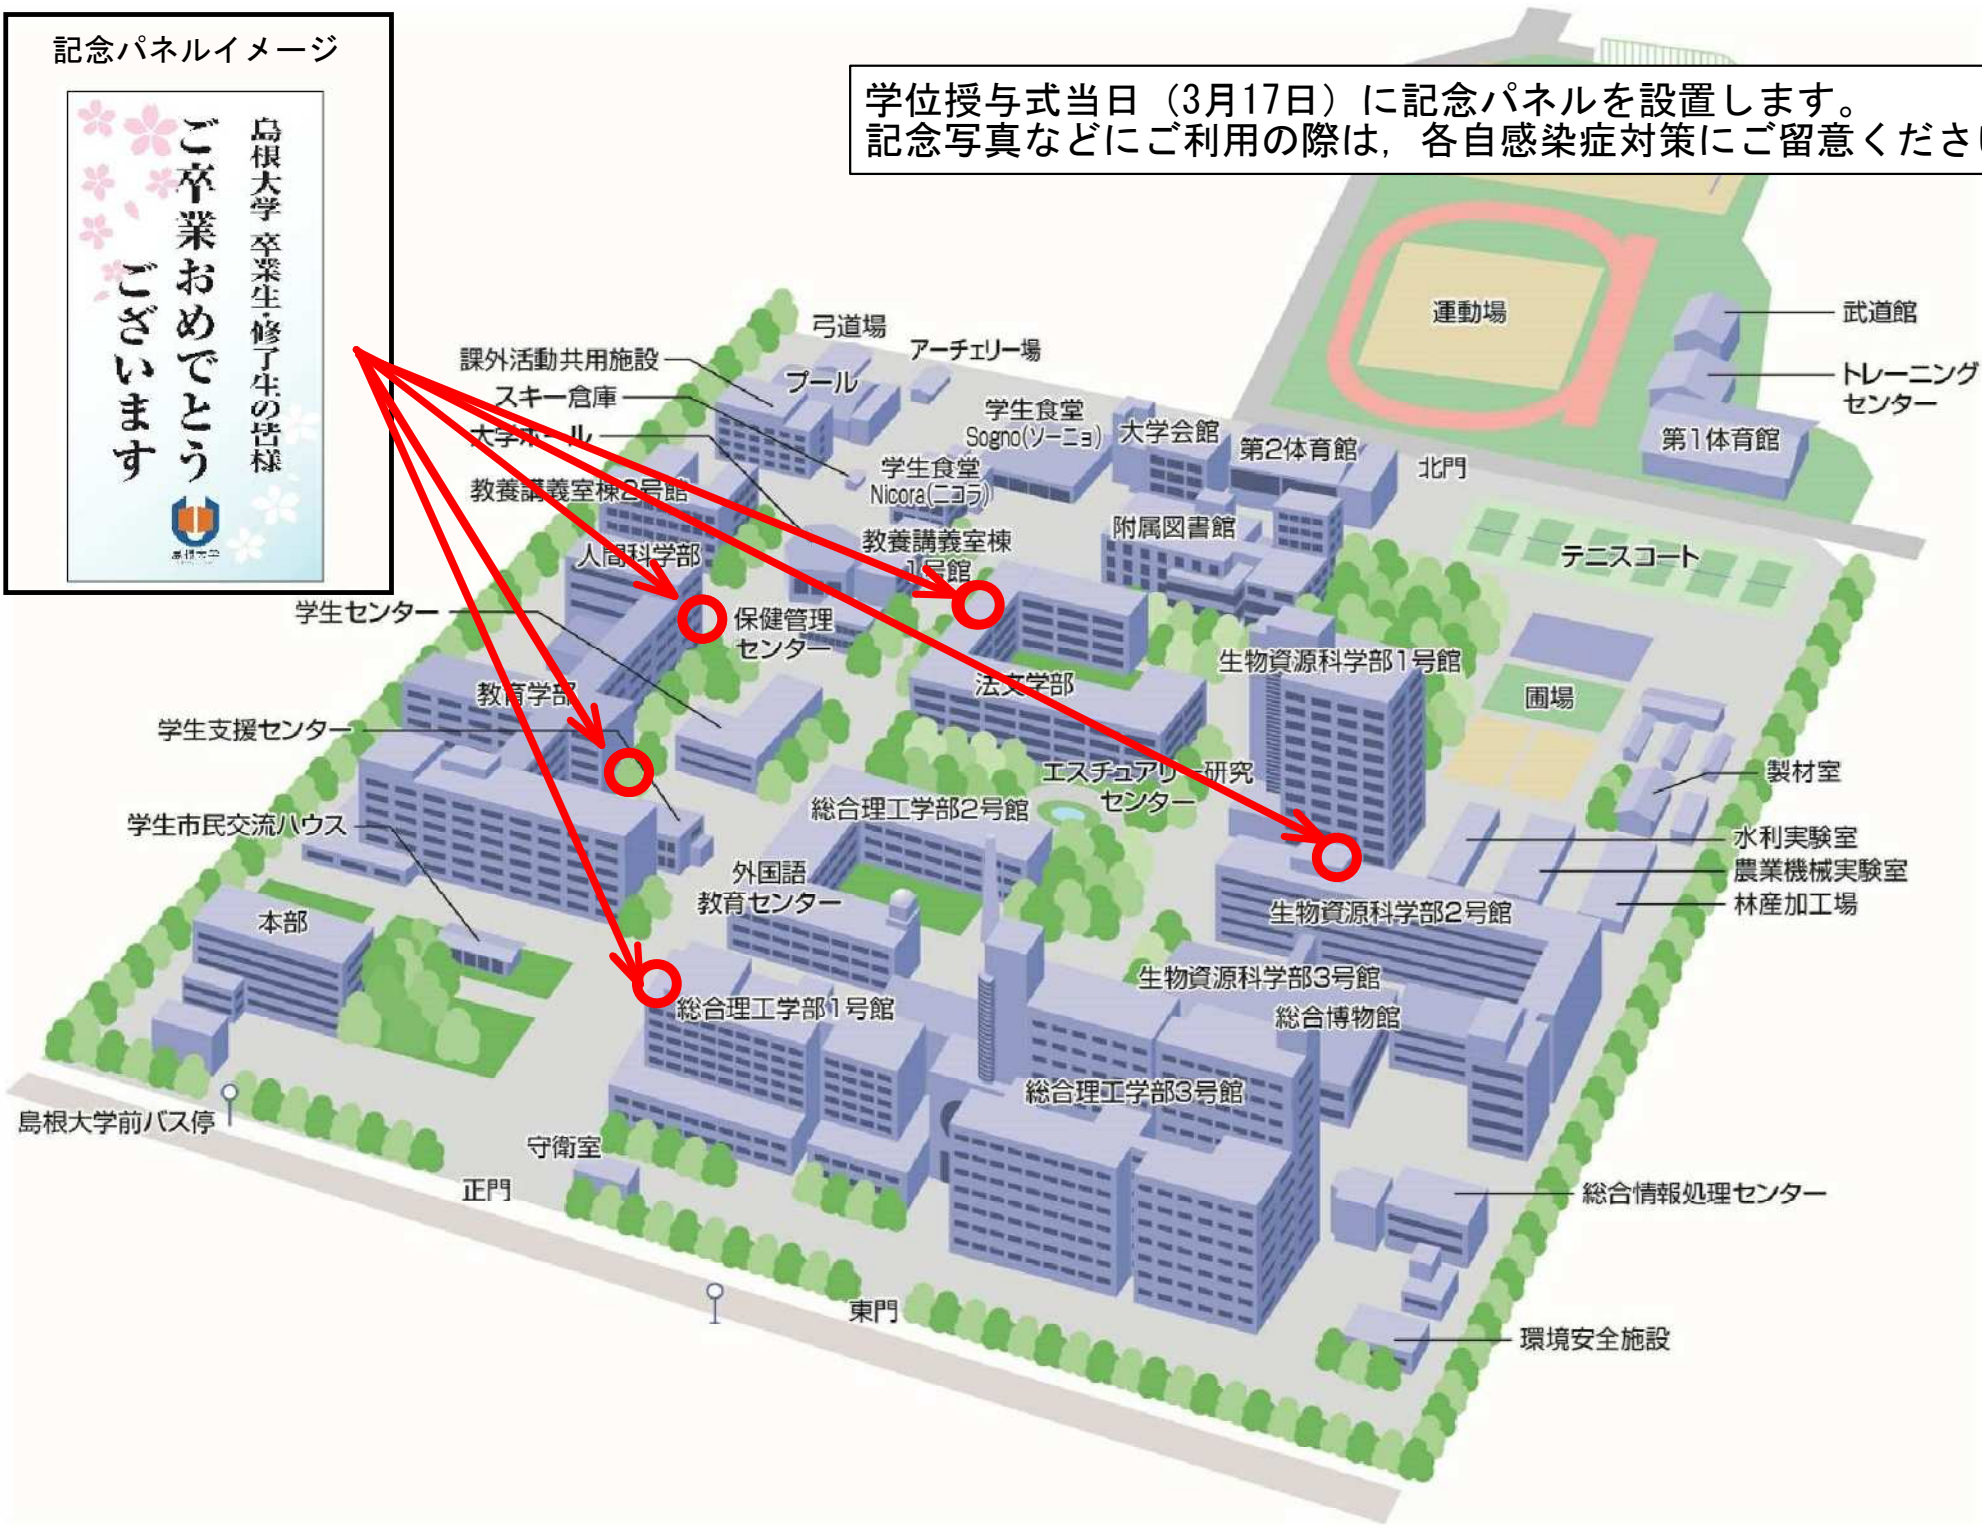 記念パネルイメージ
島根大学 卒業生・修了生の皆様
ご卒業おめでとう
ございます
島根大学
学位授与式当日（3月17日）に記念パネルを設置します。
記念写真などにご利用の際は，各自感染症対策にご留意くださ
運動場
武道館
トレーニング
センター
第1体育館
弓道場
アーチェリー場
課外活動共用施設
プール
スキー倉庫
大学ホール
学生食堂
Sogno(ソーニョ)
大学会館
第2体育館
北門
学生食堂
Nicora(ニコラ)
教養講義室棟2号館
教養講義室棟
1号館
附属図書館
テニスコート
人間科学部
学生センター
保健管理
センター
生物資源科学部1号館
教育学部
法文学部
圃場
学生支援センター
エスチュアリー研究
センター
製材室
総合理工学部2号館
学生市民交流ハウス
水利実験室
農業機械実験室
林産加工場
外国語
教育センター
本部
生物資源科学部2号館
生物資源科学部3号館
総合理工学部1号館
総合博物館
総合理工学部3号館
島根大学前バス停
守衛室
正門
総合情報処理センター
東門
環境安全施設